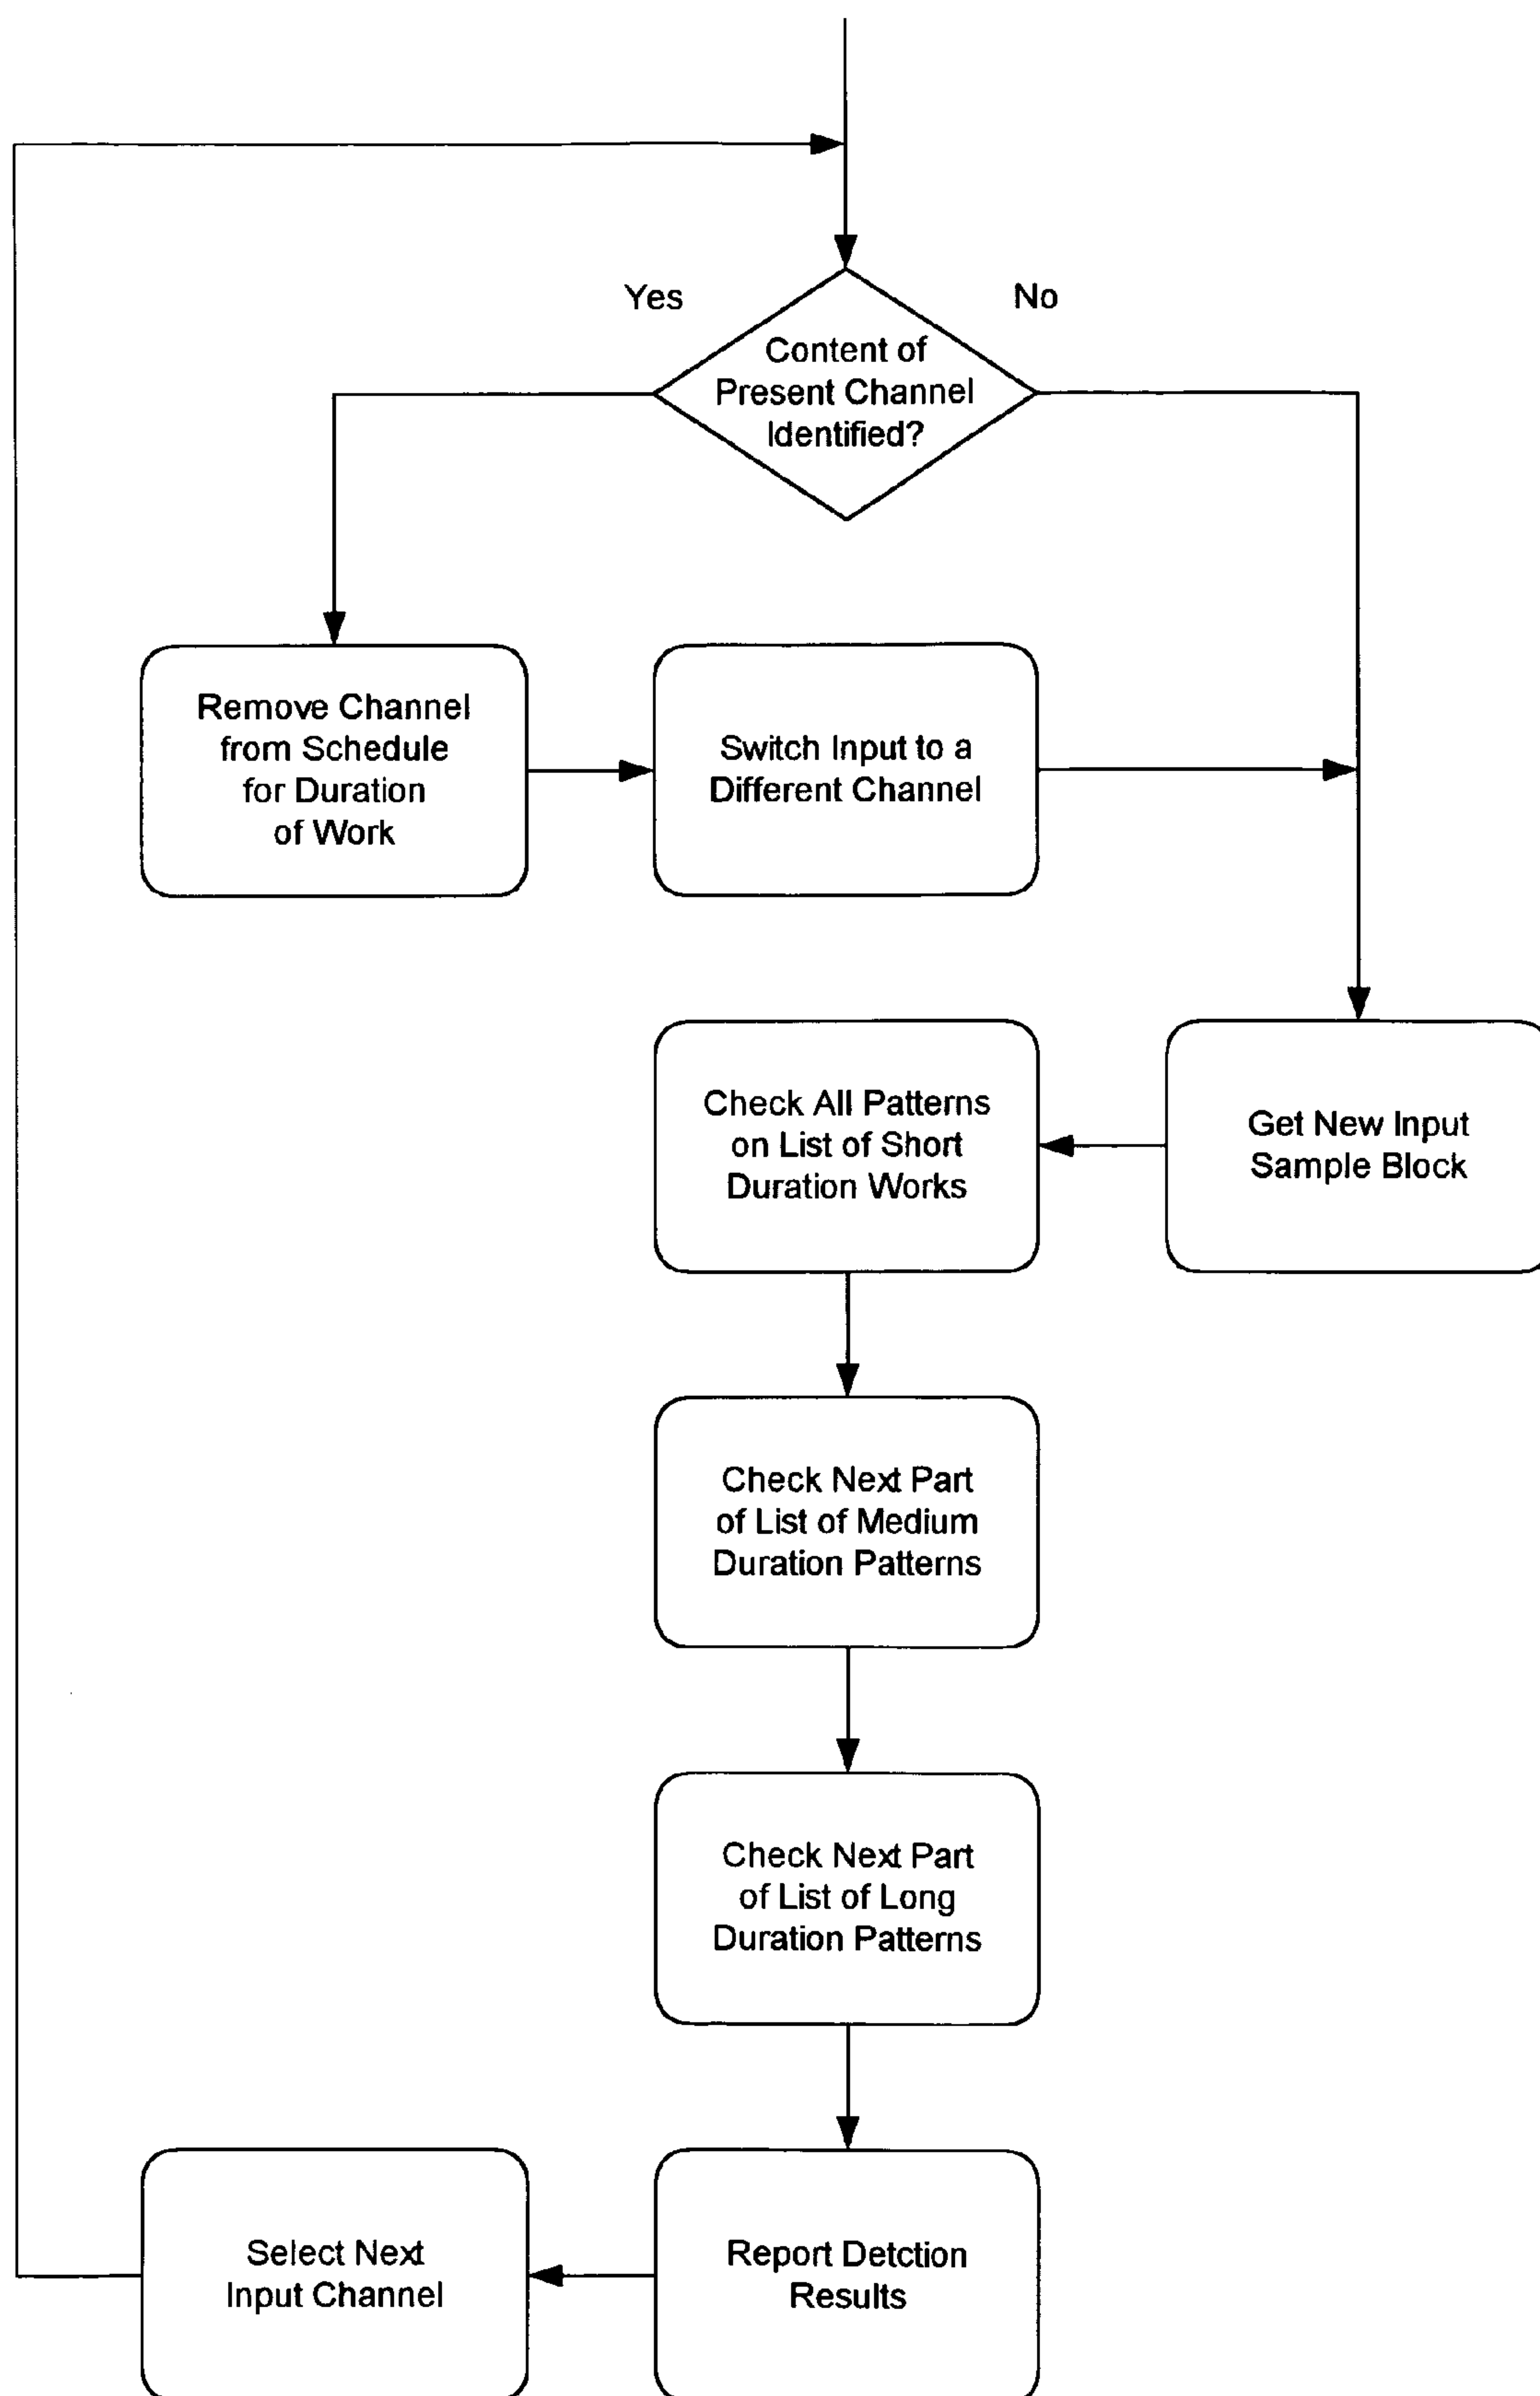 Yes
No
Content of
Present Channel
Identified?
Remove Channel
from Schedule
for Duration
of Work
Switch Input to a
Different Channel
Check All Patterns
on List of Short
Duration Works
Get New Input
Sample Block
Check Next Part
of List of Medium
Duration Patterns
Check Next Part
of List of Long
Duration Patterns
Select Next
Input Channel
Report Detction
Results